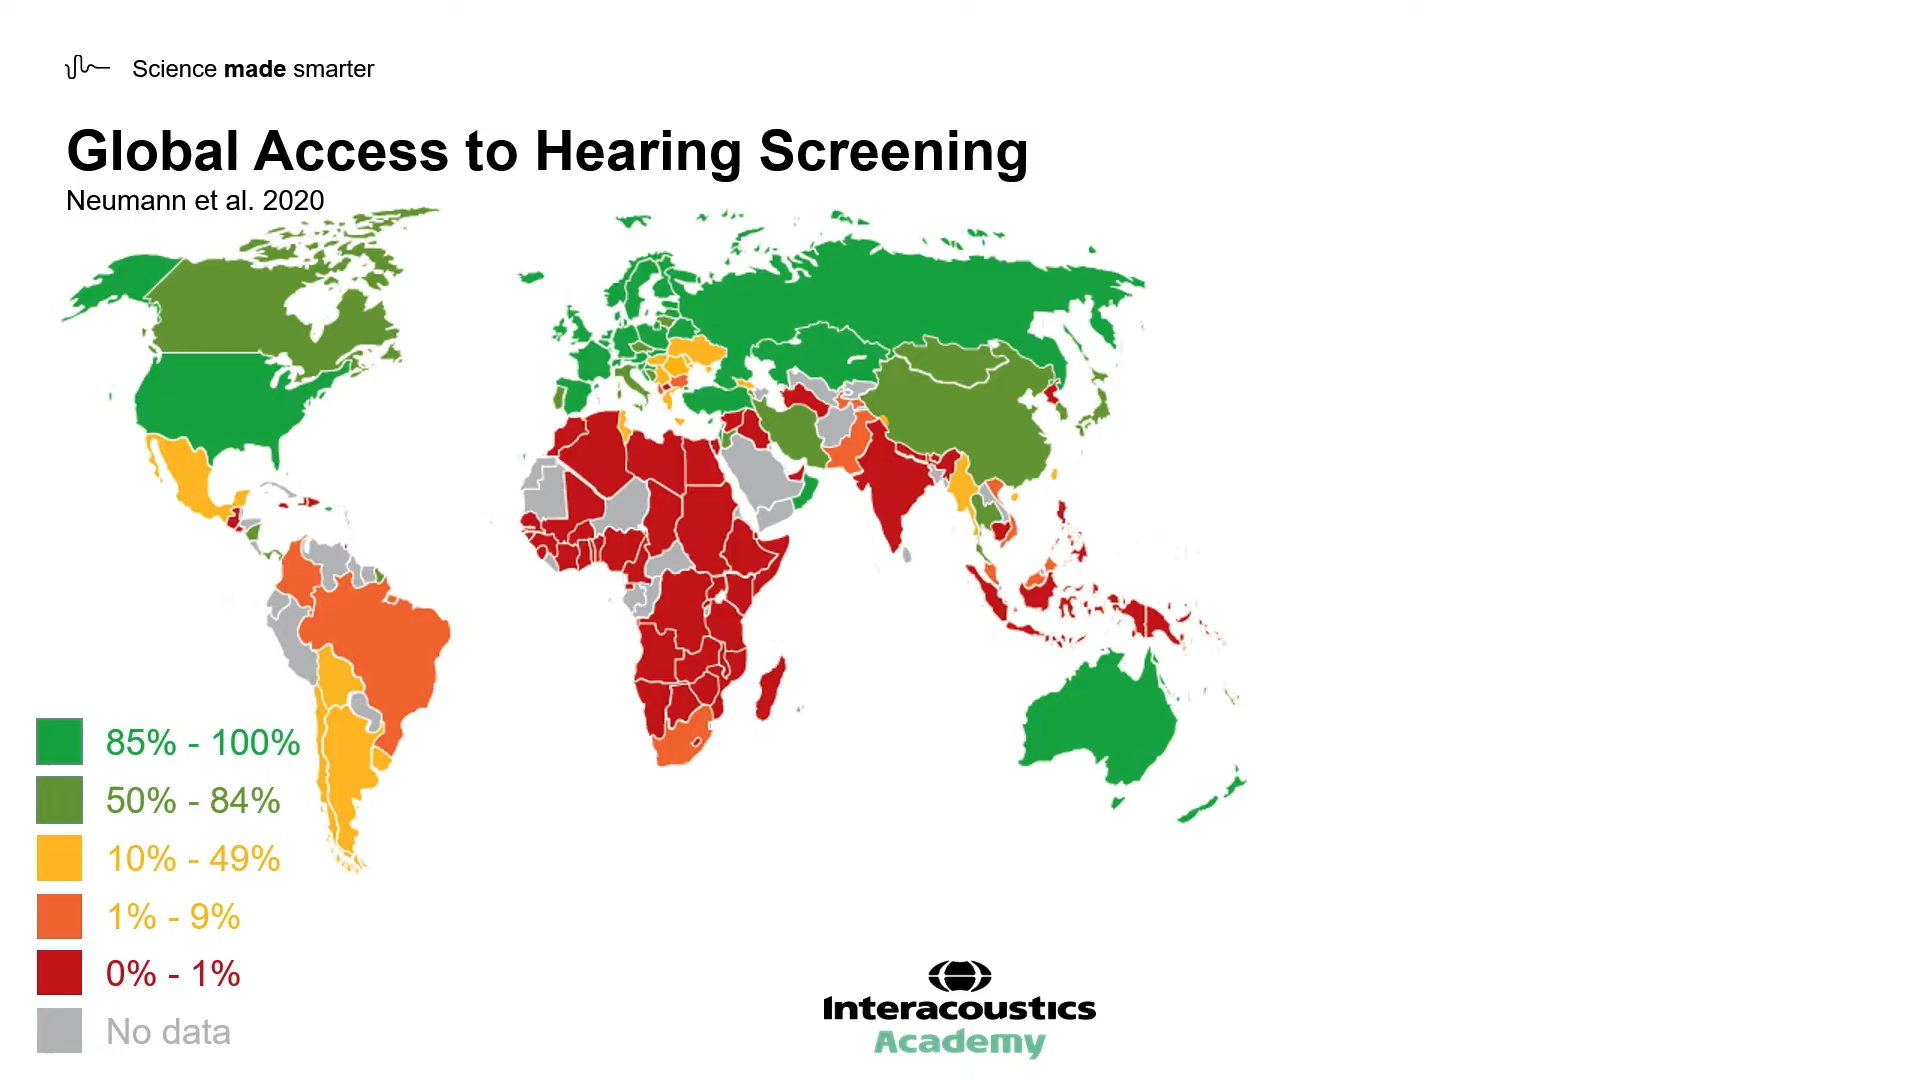 Science made smarter
Global Access to Hearing Screening
Neumann et al. 2020
85% - 100%
50% - 84%
10% - 49%
1% - 9%
0% - 1%
No data
Interacoustics
Academy